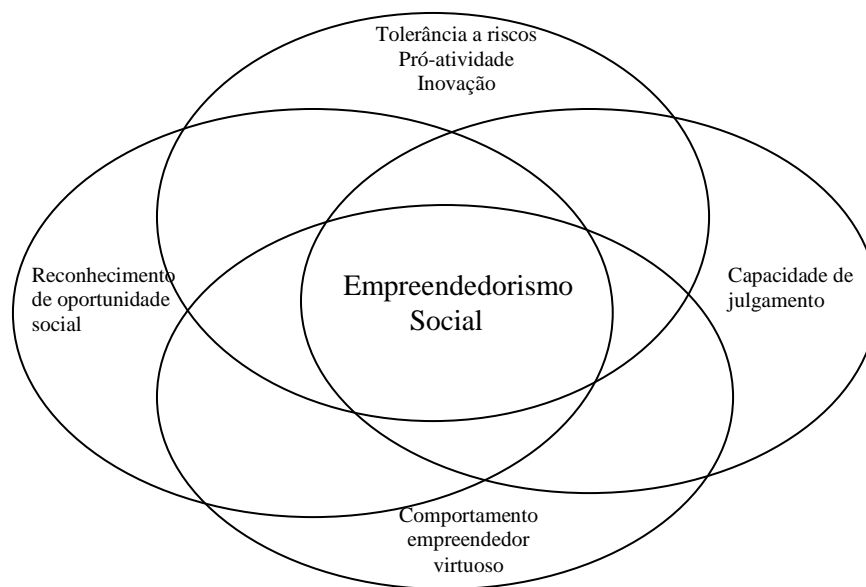 Tolerância a riscos
Pró-atividade
Inovação
Reconhecimento
de oportunidade
social
Empreendedorismo
Social
Capacidade de
julgamento
Comportamento
empreendedor
virtuoso